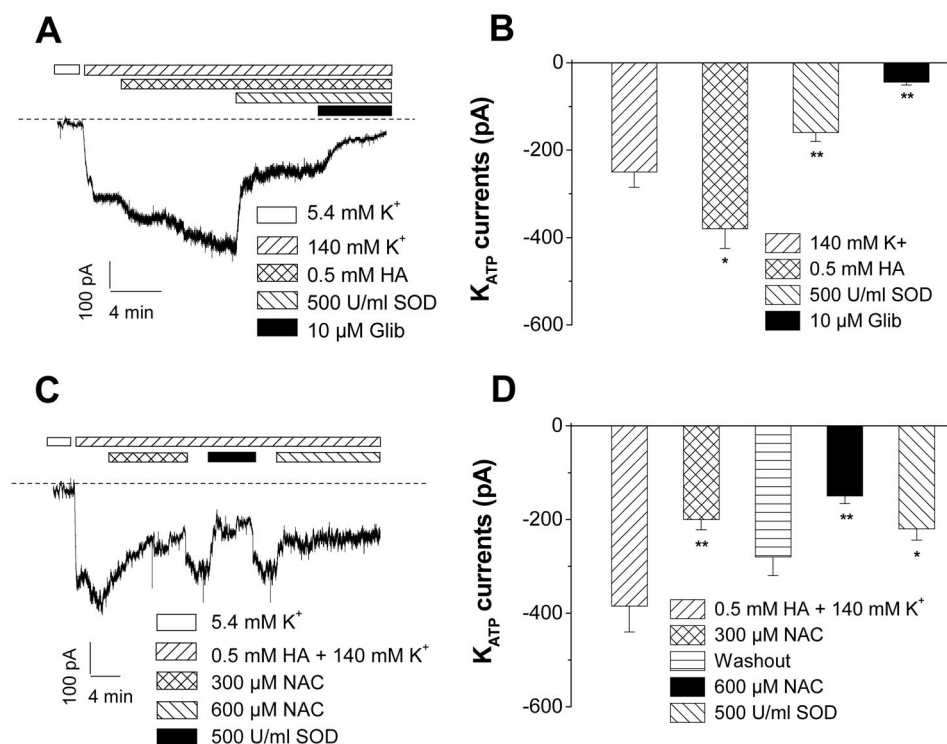 A
5.4 mM K+
140 mM K+
0.5 mM HA
500 U/ml SOD
10 µM Glib
100 pA
4 min
B
KATP currents (pA)
0
-200
-400
-600
140 mM K+
0.5 mM HA
500 U/ml SOD
10 µM Glib
*
**
**
C
5.4 mM K+
0.5 mM HA + 140 mM K+
300 µM NAC
600 µM NAC
500 U/ml SOD
100 pA
4 min
D
KATP currents (pA)
0
-200
-400
-600
**
**
*
0.5 mM HA + 140 mM K+
300 µM NAC
Washout
600 µM NAC
500 U/ml SOD